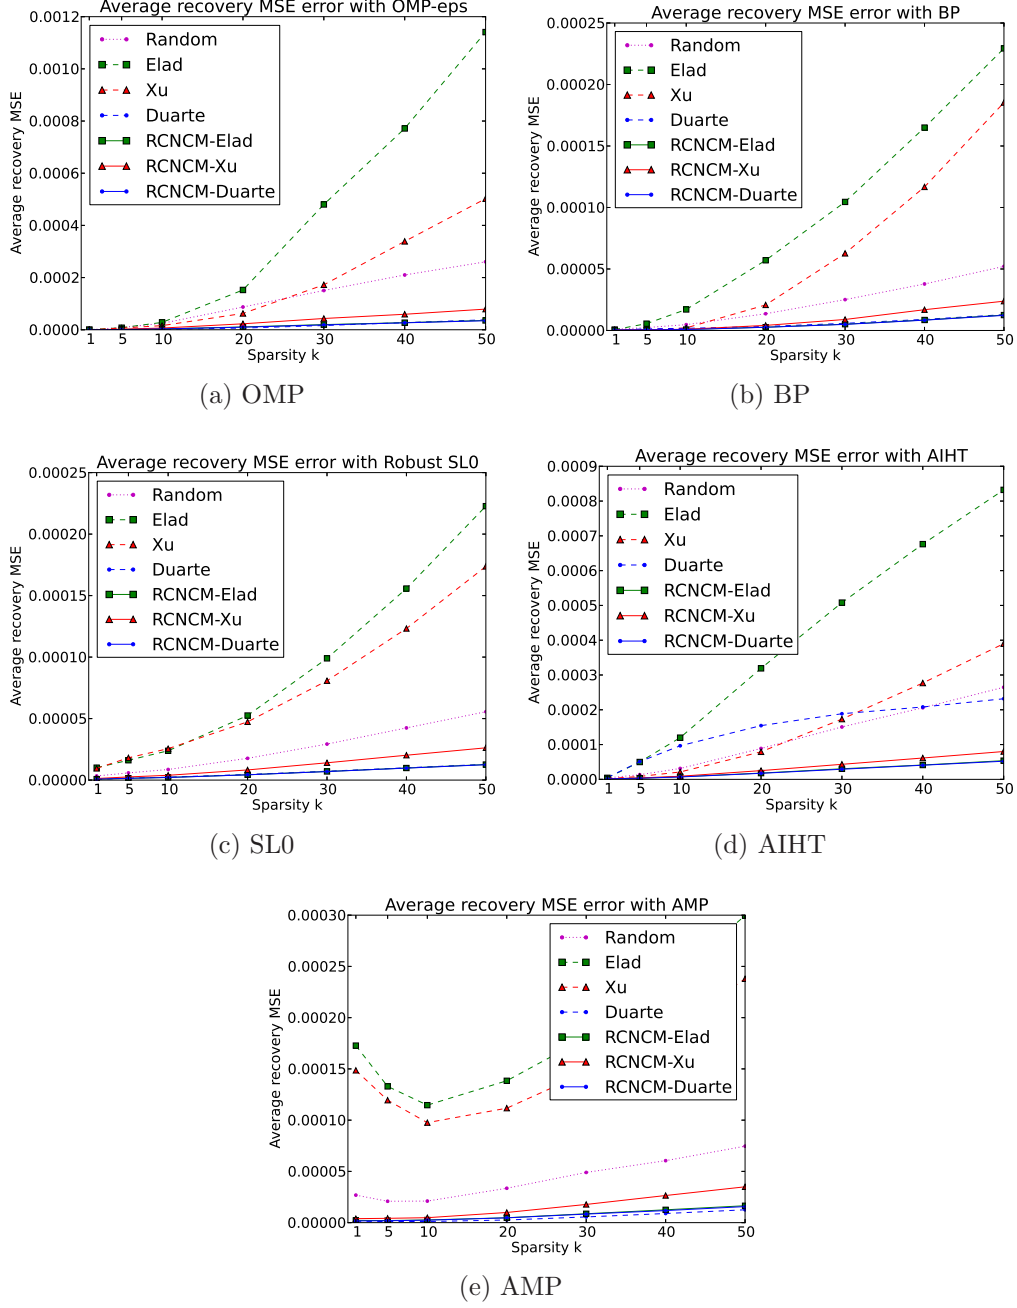 Average recovery MSE error with OMP-eps
Average recovery MSE
0.0012
0.0010
0.0008
0.0006
0.0004
0.0002
0.0000
Random
Elad
Xu
Duarte
RCNCM-Elad
RCNCM-Xu
RCNCM-Duarte
1 5 10 20 30 40 50
Sparsity k
(a) OMP
Average recovery MSE error with BP
Average recovery MSE
0.00025
0.00020
0.00015
0.00010
0.00005
0.00000
Random
Elad
Xu
Duarte
RCNCM-Elad
RCNCM-Xu
RCNCM-Duarte
1 5 10 20 30 40 50
Sparsity k
(b) BP
Average recovery MSE error with Robust SL0
Average recovery MSE
0.00025
0.00020
0.00015
0.00010
0.00005
0.00000
Random
Elad
Xu
Duarte
RCNCM-Elad
RCNCM-Xu
RCNCM-Duarte
1 5 10 20 30 40 50
Sparsity k
(c) SL0
Average recovery MSE error with AIHT
Average recovery MSE
0.0009
0.0008
0.0007
0.0006
0.0005
0.0004
0.0003
0.0002
0.0001
0.0000
Random
Elad
Xu
Duarte
RCNCM-Elad
RCNCM-Xu
RCNCM-Duarte
1 5 10 20 30 40 50
Sparsity k
(d) AIHT
Average recovery MSE error with AMP
Average recovery MSE
0.00030
0.00025
0.00020
0.00015
0.00010
0.00005
0.00000
Random
Elad
Xu
Duarte
RCNCM-Elad
RCNCM-Xu
RCNCM-Duarte
1 5 10 20 30 40 50
Sparsity k
(e) AMP